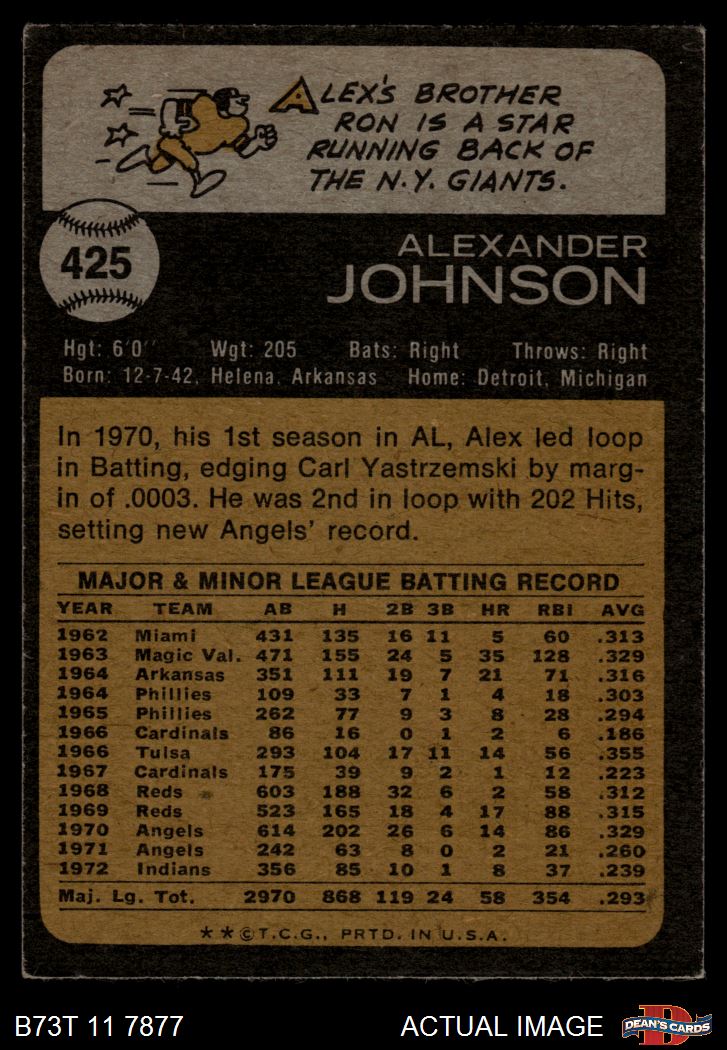 ALEX'S BROTHER
RON IS A STAR
RUNNING BACK OF
THE N.Y. GIANTS.
425
ALEXANDER
JOHNSON
Hgt: 6'0'' Wgt: 205 Bats: Right Throws: Right
Born: 12-7-42, Helena, Arkansas Home: Detroit, Michigan
In 1970, his 1st season in AL, Alex led loop
in Batting, edging Carl Yastrzemski by marg-
in of .0003. He was 2nd in loop with 202 Hits,
setting new Angels' record.
MAJOR & MINOR LEAGUE BATTING RECORD
YEAR TEAM AB H 2B 3B HR RBI AVG
1962 Miami 431 135 16 11 5 60 .313
1963 Magic Val. 471 155 24 5 35 128 .329
1964 Arkansas 351 111 19 7 21 71 .316
1964 Phillies 109 33 7 1 4 18 .303
1965 Phillies 262 77 9 3 8 28 .294
1966 Cardinals 86 16 0 1 2 6 .186
1966 Tulsa 293 104 17 11 14 56 .355
1967 Cardinals 175 39 9 2 1 12 .223
1968 Reds 603 188 32 6 2 58 .312
1969 Reds 523 165 18 4 17 88 .315
1970 Angels 614 202 26 6 14 86 .329
1971 Angels 242 63 8 0 2 21 .260
1972 Indians 356 85 10 1 8 37 .239
Maj. Lg. Tot. 2970 868 119 24 58 354 .293
**©T.C.G., PRTD. IN U.S.A.
B73T 11 7877 ACTUAL IMAGE
D
DEAN'S CARDS